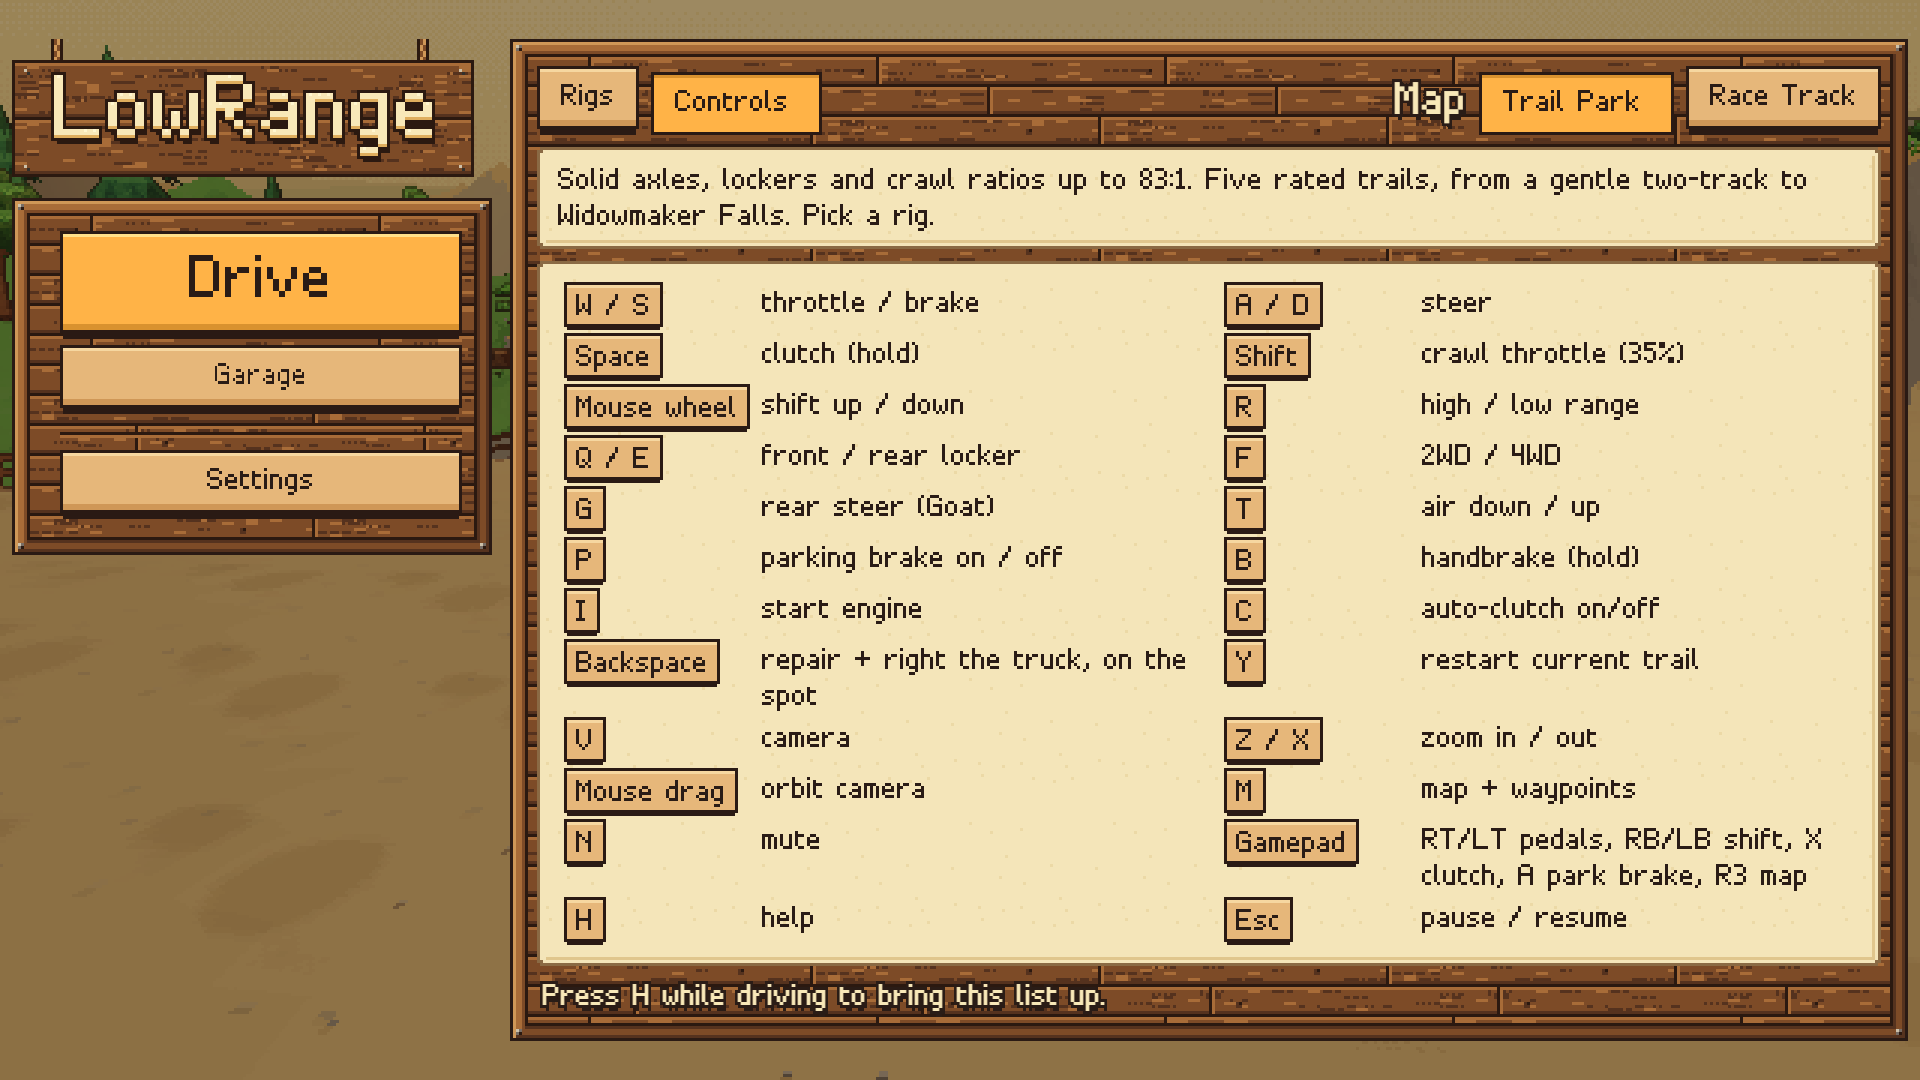 LowRange
Drive
Garage
Settings
Rigs
Controls
Map
Trail Park
Race Track
Solid axles, lockers and crawl ratios up to 83:1. Five rated trails, from a gentle two-track to
Widowmaker Falls. Pick a rig.
W / S throttle / brake
A / D steer
Space clutch (hold)
Shift crawl throttle (35%)
Mouse wheel shift up / down
R high / low range
Q / E front / rear locker
F 2WD / 4WD
G rear steer (Goat)
T air down / up
P parking brake on / off
B handbrake (hold)
I start engine
C auto-clutch on/off
Backspace repair + right the truck, on the
spot
Y restart current trail
V camera
Z / X zoom in / out
Mouse drag orbit camera
M map + waypoints
N mute
Gamepad RT/LT pedals, RB/LB shift, X
clutch, A park brake, R3 map
H help
Esc pause / resume
Press H while driving to bring this list up.